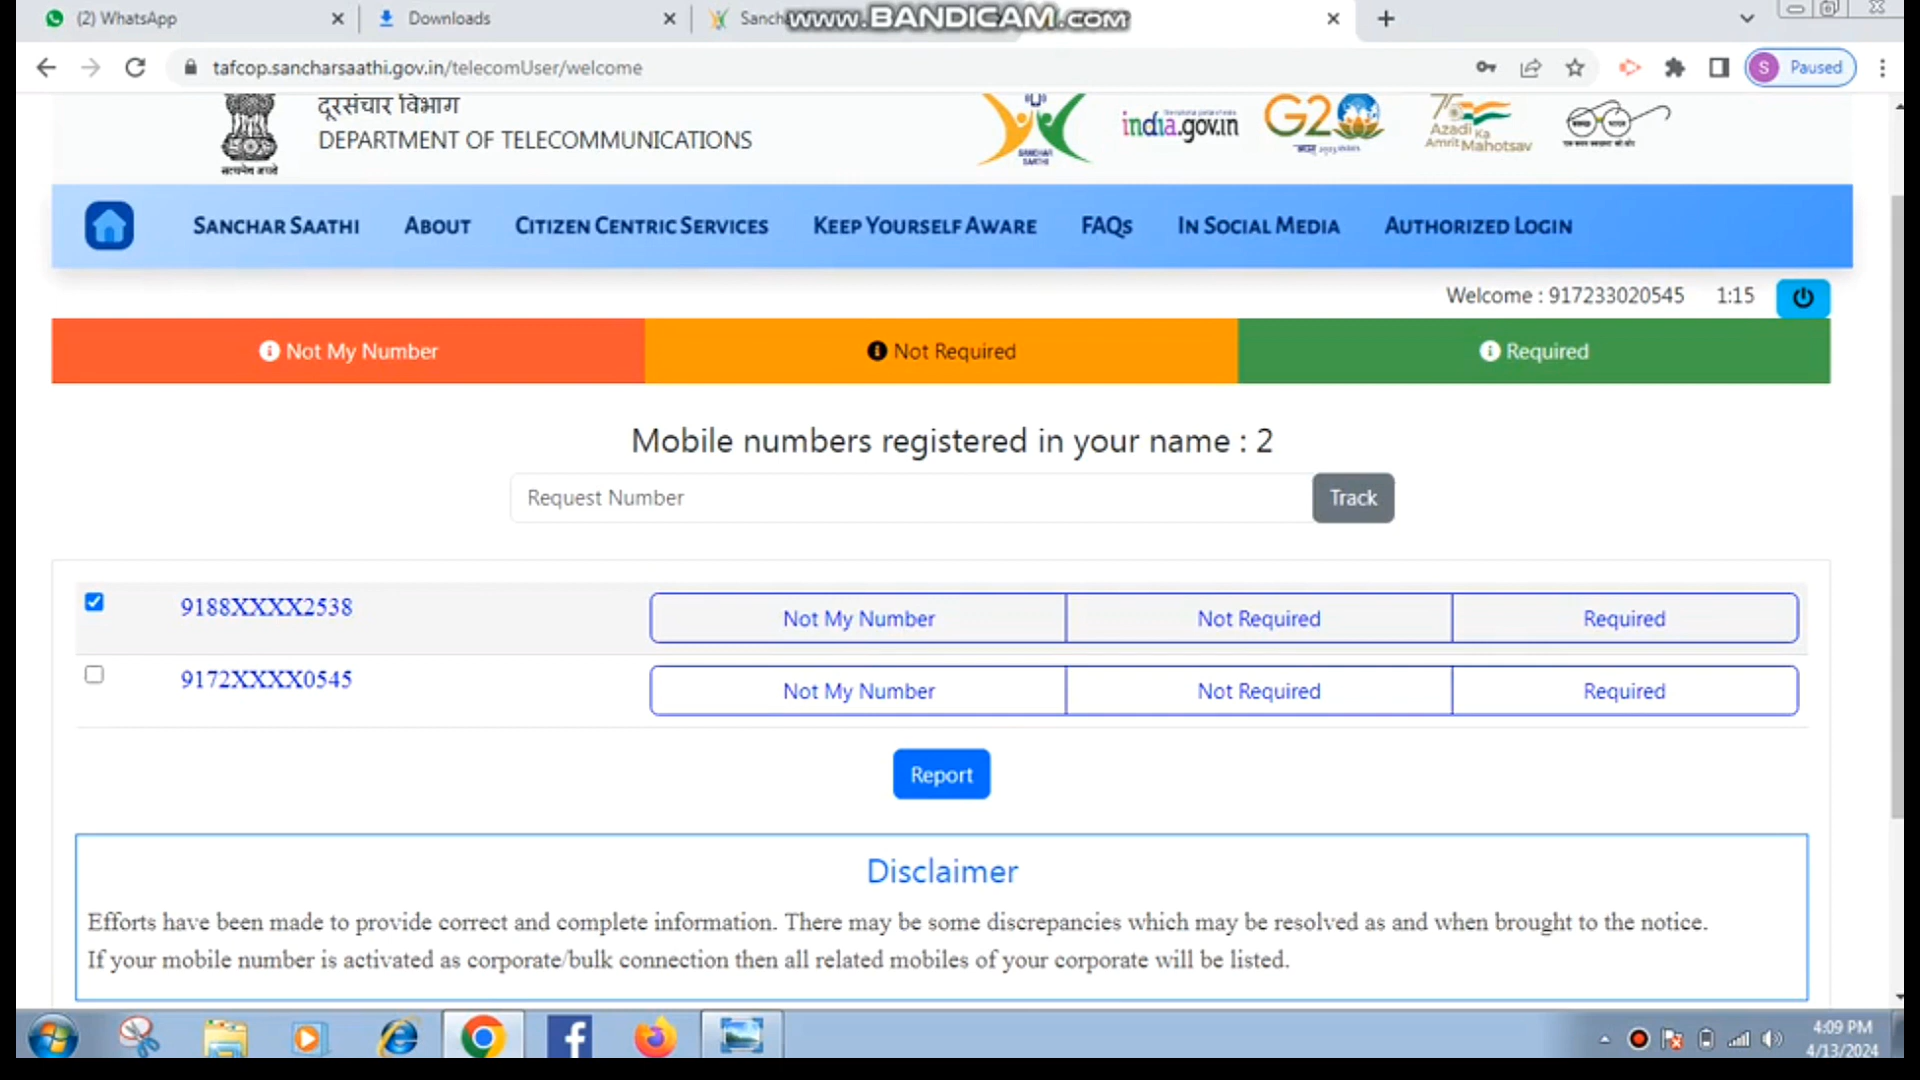 (2) WhatsApp
Downloads
Sanch
www.BANDICAM.com
tafcop.sancharsaathi.gov.in/telecomUser/welcome
S
Paused
दूरसंचार विभाग
DEPARTMENT OF TELECOMMUNICATIONS
सत्यमेव जयते
SANCHAR SAATHI
india.gov.in
G20
75
Azadi Ka
Amrit Mahotsav
SANCHAR SAATHI
ABOUT
CITIZEN CENTRIC SERVICES
KEEP YOURSELF AWARE
FAQs
IN SOCIAL MEDIA
AUTHORIZED LOGIN
Welcome : 917233020545
1:15
Not My Number
Not Required
Required
Mobile numbers registered in your name : 2
Request Number
Track
9188XXXX2538
Not My Number
Not Required
Required
9172XXXX0545
Not My Number
Not Required
Required
Report
Disclaimer
Efforts have been made to provide correct and complete information. There may be some discrepancies which may be resolved as and when brought to the notice.
If your mobile number is activated as corporate/bulk connection then all related mobiles of your corporate will be listed.
4:09 PM
4/13/2024